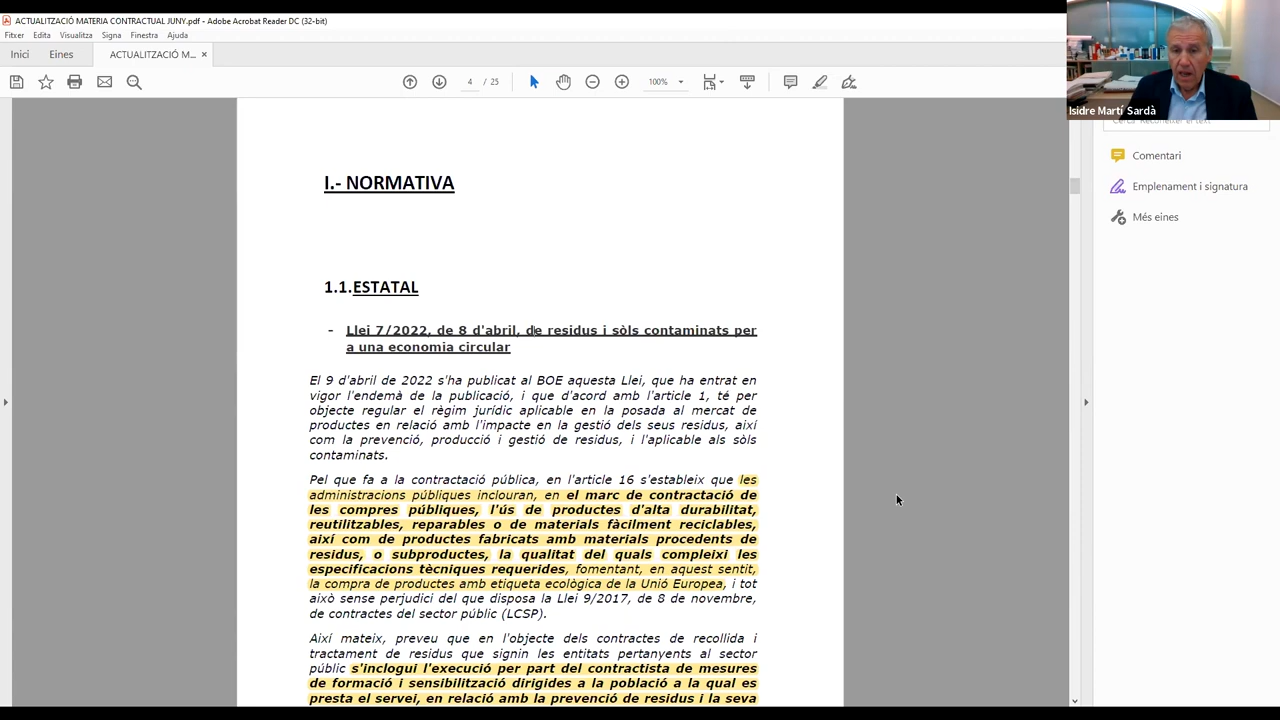 ACTUALITZACIÓ MATERIA CONTRACTUAL JUNY.pdf - Adobe Acrobat Reader DC (32-bit)
Fitxer Edita Visualitza Signa Finestra Ajuda
Inici Eines ACTUALITZACIÓ M... ×
4 / 25 100%
Isidre Martí Sardà
Comentari
Emplenament i signatura
Més eines
I.- NORMATIVA
1.1.ESTATAL
- Llei 7/2022, de 8 d'abril, de residus i sòls contaminats per
a una economia circular
El 9 d'abril de 2022 s'ha publicat al BOE aquesta Llei, que ha entrat en
vigor l'endemà de la publicació, i que d'acord amb l'article 1, té per
objecte regular el règim jurídic aplicable en la posada al mercat de
productes en relació amb l'impacte en la gestió dels seus residus, així
com la prevenció, producció i gestió de residus, i l'aplicable als sòls
contaminats.
Pel que fa a la contractació pública, en l'article 16 s'estableix que les
administracions públiques inclouran, en el marc de contractació de
les compres públiques, l'ús de productes d'alta durabilitat,
reutilitzables, reparables o de materials fàcilment reciclables,
així com de productes fabricats amb materials procedents de
residus, o subproductes, la qualitat del quals compleixi les
especificacions tècniques requerides, fomentant, en aquest sentit,
la compra de productes amb etiqueta ecològica de la Unió Europea, i tot
això sense perjudici del que disposa la Llei 9/2017, de 8 de novembre,
de contractes del sector públic (LCSP).
Així mateix, preveu que en l'objecte dels contractes de recollida i
tractament de residus que signin les entitats pertanyents al sector
públic s'inclogui l'execució per part del contractista de mesures
de formació i sensibilització dirigides a la població a la qual es
presta el servei, en relació amb la prevenció de residus i la seva